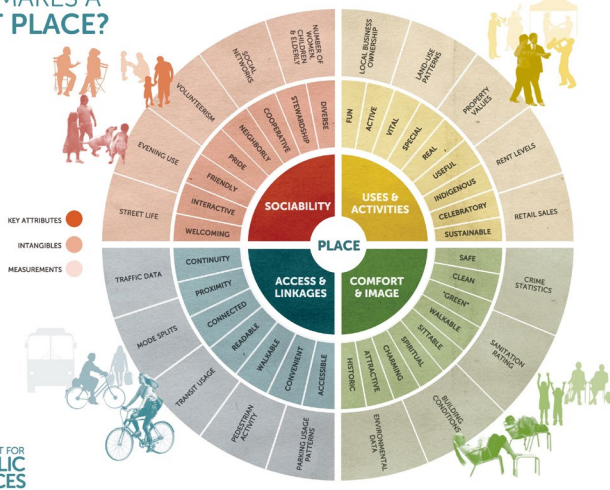 MAKES A
T PLACE?
KEY ATTRIBUTES
INTANGIBLES
MEASUREMENTS
PLACE
SOCIABILITY
USES &
ACTIVITIES
ACCESS &
LINKAGES
COMFORT
& IMAGE
WELCOMING
INTERACTIVE
FRIENDLY
PRIDE
NEIGHBORLY
COOPERATIVE
STEWARDSHIP
DIVERSE
STREET LIFE
EVENING USE
VOLUNTEERISM
SOCIAL
NETWORKS
NUMBER OF
WOMEN,
CHILDREN
& ELDERLY
FUN
ACTIVE
VITAL
SPECIAL
REAL
USEFUL
INDIGENOUS
CELEBRATORY
SUSTAINABLE
LOCAL BUSINESS
OWNERSHIP
LAND-USE
PATTERNS
PROPERTY
VALUES
RENT LEVELS
RETAIL SALES
SAFE
CLEAN
"GREEN"
WALKABLE
SITTABLE
SPIRITUAL
CHARMING
ATTRACTIVE
HISTORIC
CRIME
STATISTICS
SANITATION
RATING
BUILDING
CONDITIONS
ENVIRONMENTAL
DATA
CONTINUITY
PROXIMITY
CONNECTED
READABLE
WALKABLE
CONVENIENT
ACCESSIBLE
TRAFFIC DATA
MODE SPLITS
TRANSIT USAGE
PEDESTRIAN
ACTIVITY
PARKING USAGE
PATTERNS
T FOR
LIC
CES